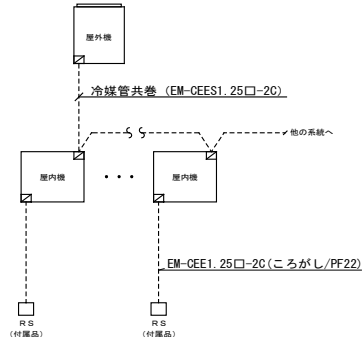 屋外機
冷媒管共巻 (EM-CEES1.25□-2C)
他の系統へ
屋内機
・・・
屋内機
EM-CEE1.25□-2C(ころがし/PF22)
RS
(付属品)
RS
(付属品)